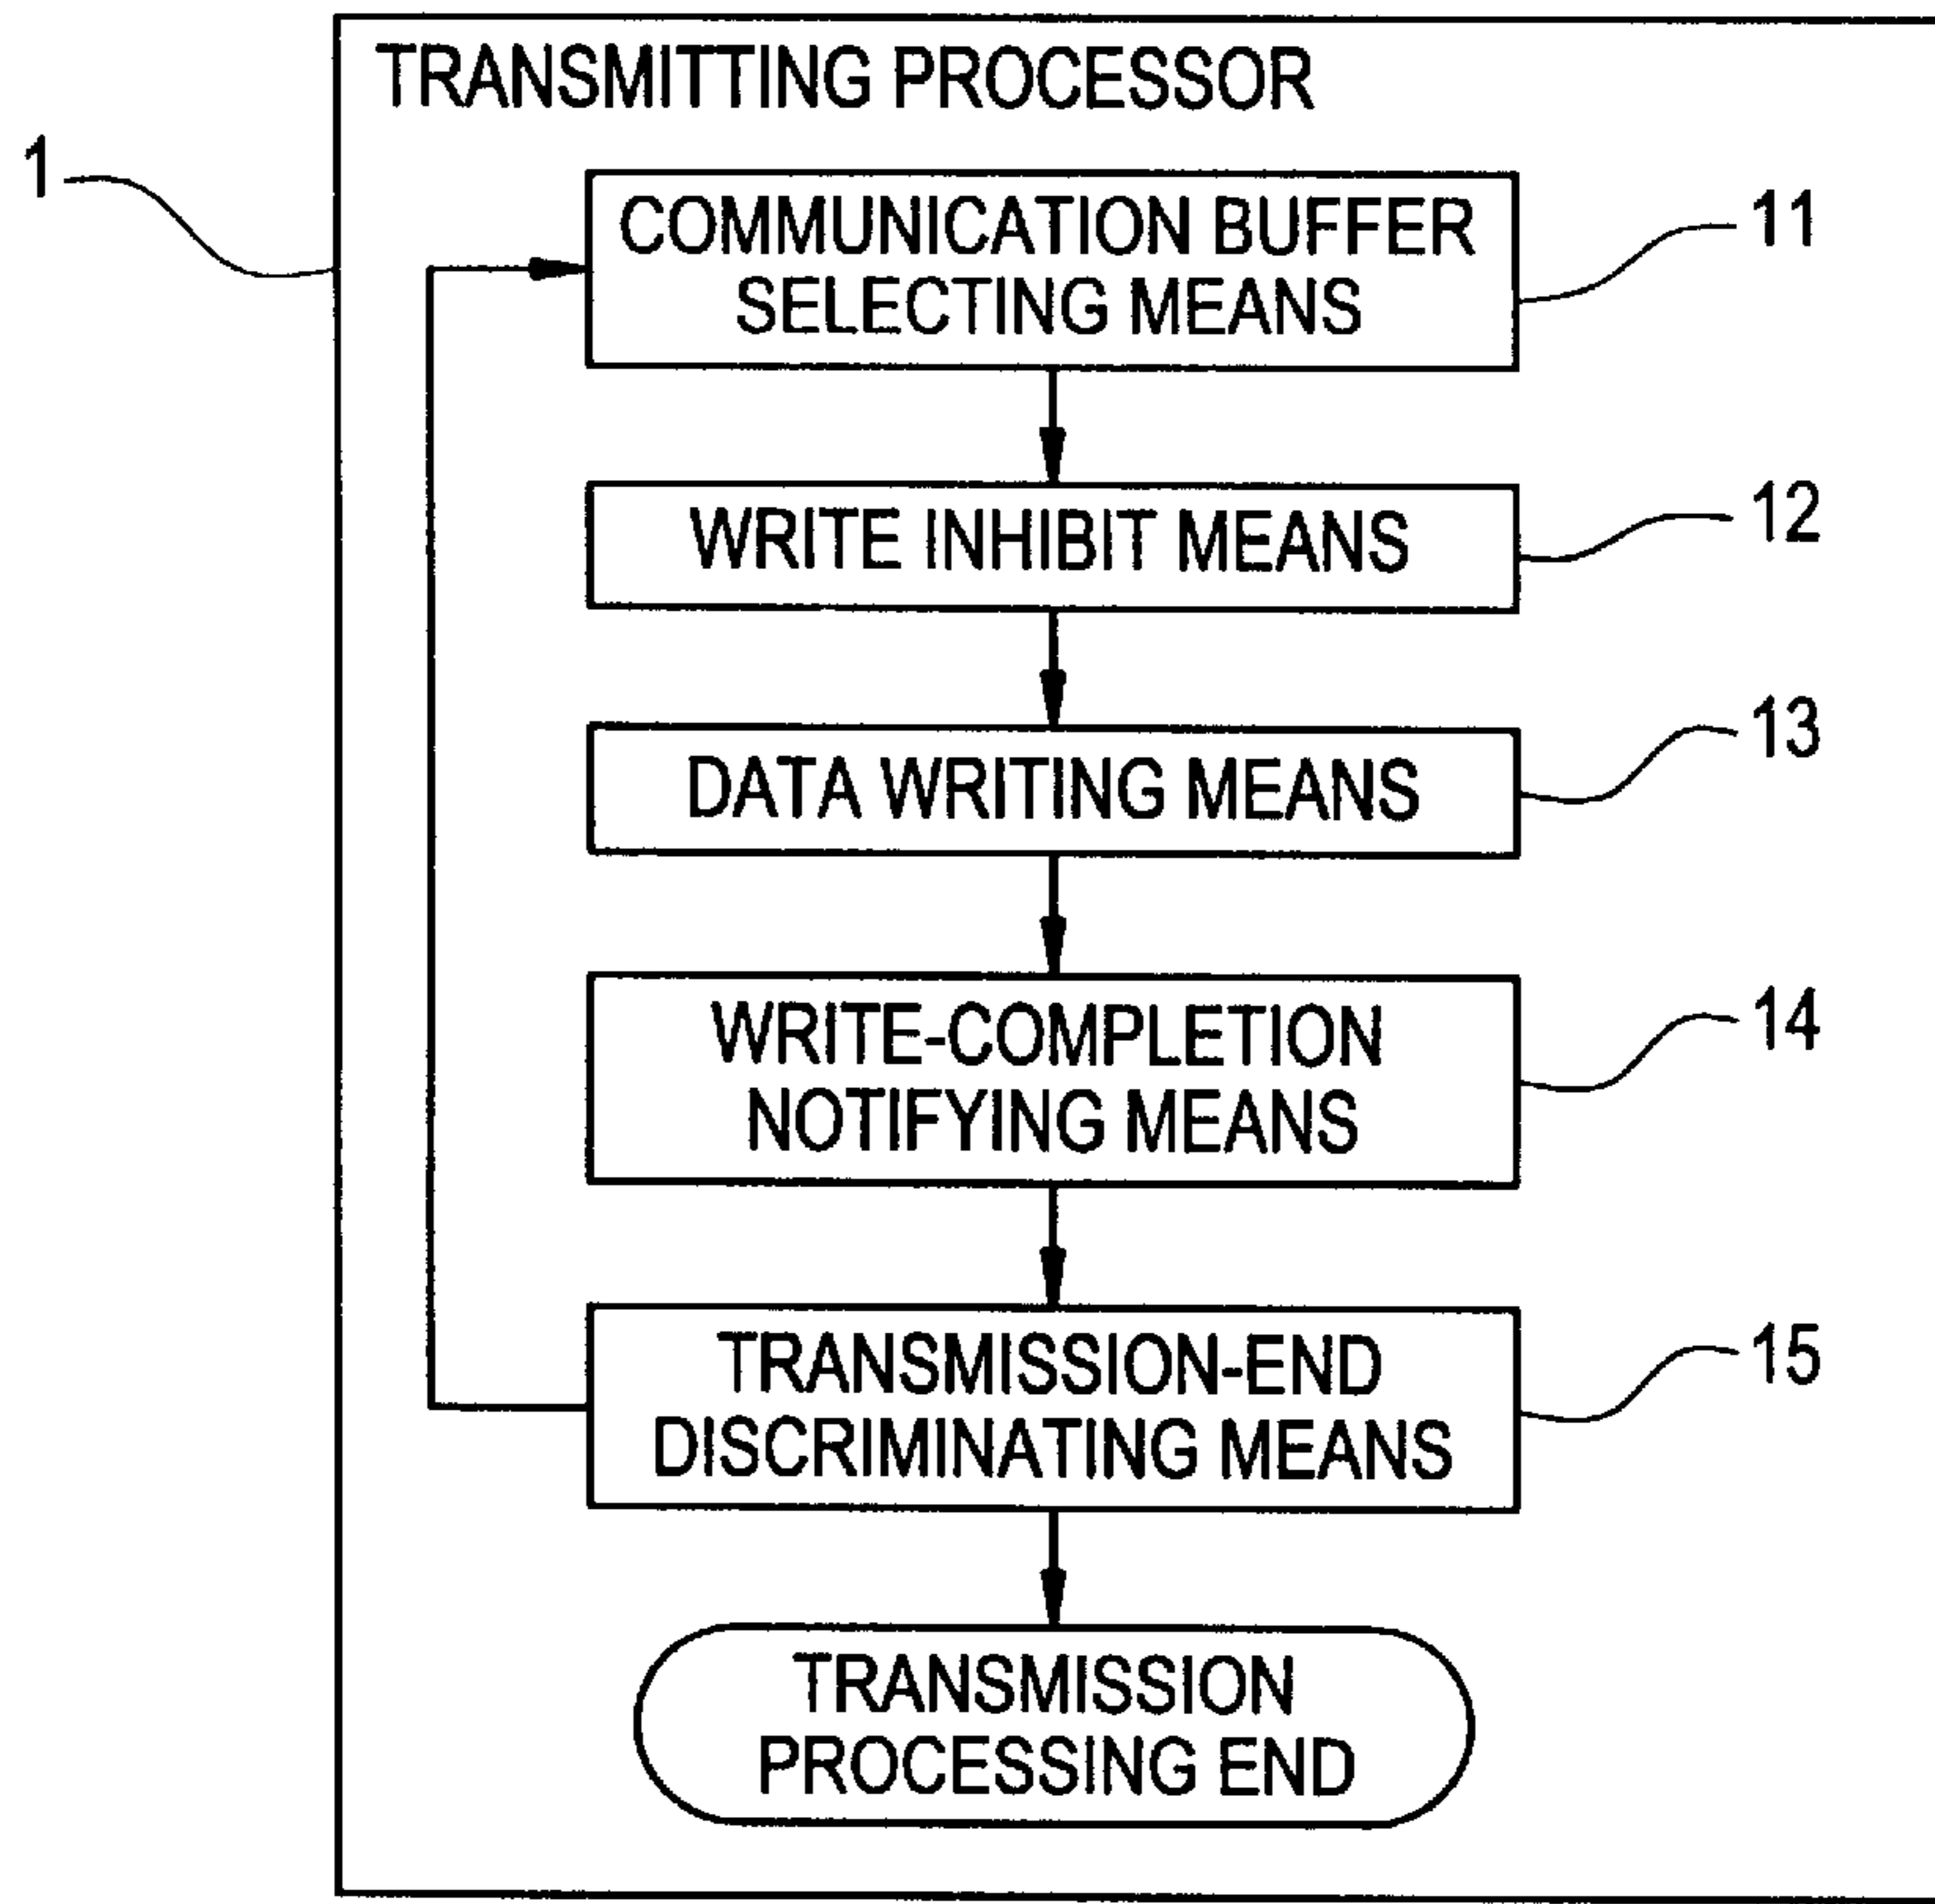 TRANSMITTING PROCESSOR
1
COMMUNICATION BUFFER
SELECTING MEANS
11
WRITE INHIBIT MEANS
12
DATA WRITING MEANS
13
WRITE-COMPLETION
NOTIFYING MEANS
14
TRANSMISSION-END
DISCRIMINATING MEANS
15
TRANSMISSION
PROCESSING END